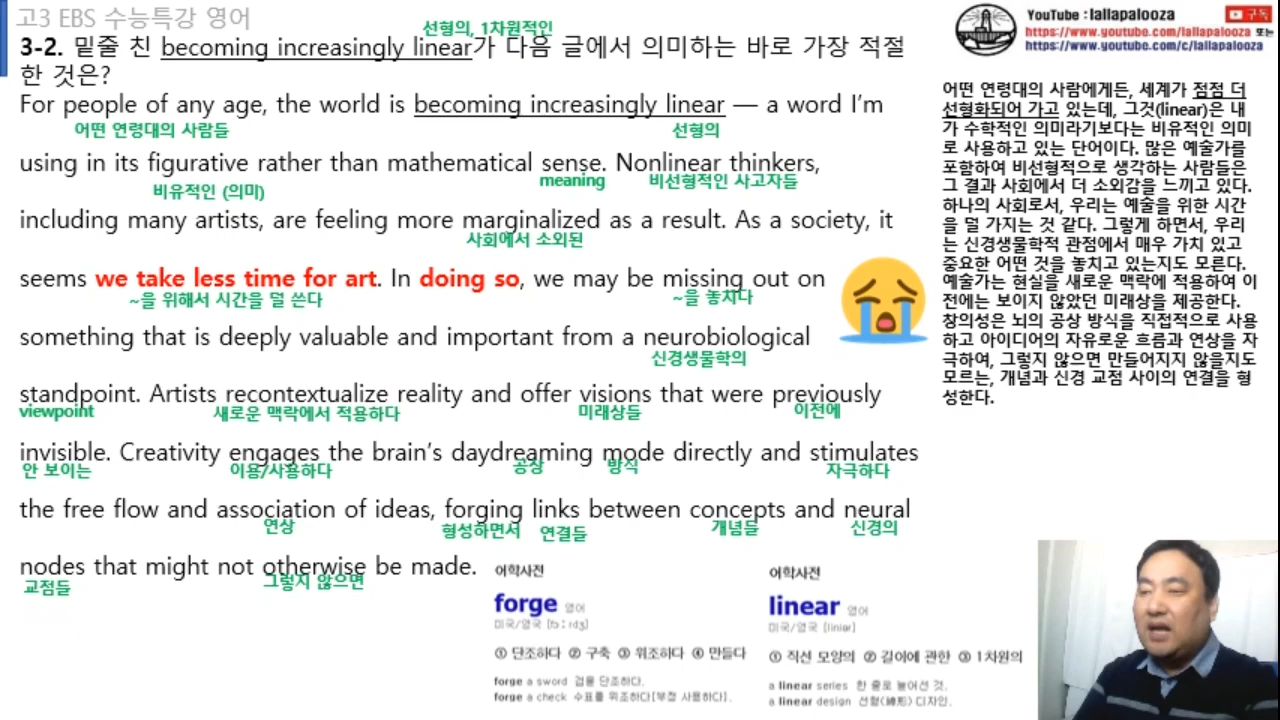 고3 EBS 수능특강 영어
선형의, 1차원적인
3-2. 밑줄 친 becoming increasingly linear가 다음 글에서 의미하는 바로 가장 적절
한 것은?
For people of any age, the world is becoming increasingly linear — a word I'm
어떤 연령대의 사람들 선형의
using in its figurative rather than mathematical sense. Nonlinear thinkers,
비유적인 (의미) meaning 비선형적인 사고자들
including many artists, are feeling more marginalized as a result. As a society, it
사회에서 소외된
seems we take less time for art. In doing so, we may be missing out on
~을 위해서 시간을 덜 쓴다 ~을 놓치다
something that is deeply valuable and important from a neurobiological
신경생물학의
standpoint. Artists recontextualize reality and offer visions that were previously
viewpoint 새로운 맥락에서 적용하다 미래상들 이전에
invisible. Creativity engages the brain's daydreaming mode directly and stimulates
안 보이는 이용/사용하다 공상 방식 자극하다
the free flow and association of ideas, forging links between concepts and neural
연상 형성하면서 연결들 개념들 신경의
nodes that might not otherwise be made.
교점들 그렇지 않으면
YouTube : lallapalooza 구독
https://www.youtube.com/lallapalooza 또는
https://www.youtube.com/c/lallapalooza
어떤 연령대의 사람에게든, 세계가 점점 더
선형화되어 가고 있는데, 그것(linear)은 내
가 수학적인 의미라기보다는 비유적인 의미
로 사용하고 있는 단어이다. 많은 예술가를
포함하여 비선형적으로 생각하는 사람들은
그 결과 사회에서 더 소외감을 느끼고 있다.
하나의 사회로서, 우리는 예술을 위한 시간
을 덜 가지는 것 같다. 그렇게 하면서, 우리
는 신경생물학적 관점에서 매우 가치 있고
중요한 어떤 것을 놓치고 있는지도 모른다.
예술가는 현실을 새로운 맥락에 적용하여 이
전에는 보이지 않았던 미래상을 제공한다.
창의성은 뇌의 공상 방식을 직접적으로 사용
하고 아이디어의 자유로운 흐름과 연상을 자
극하여, 그렇지 않으면 만들어지지 않을지도
모르는, 개념과 신경 교점 사이의 연결을 형
성한다.
어학사전
forge 영어
미국/영국 [fɔːrdʒ]
① 단조하다 ② 구축 ③ 위조하다 ④ 만들다
forge a sword 검을 단조하다.
forge a check 수표를 위조하다[부정 사용하다].
어학사전
linear 영어
미국/영국 [líniər]
① 직선 모양의 ② 길이에 관한 ③ 1차원의
a linear series 한 줄로 늘어선 것.
a linear design 선형(線形) 디자인.